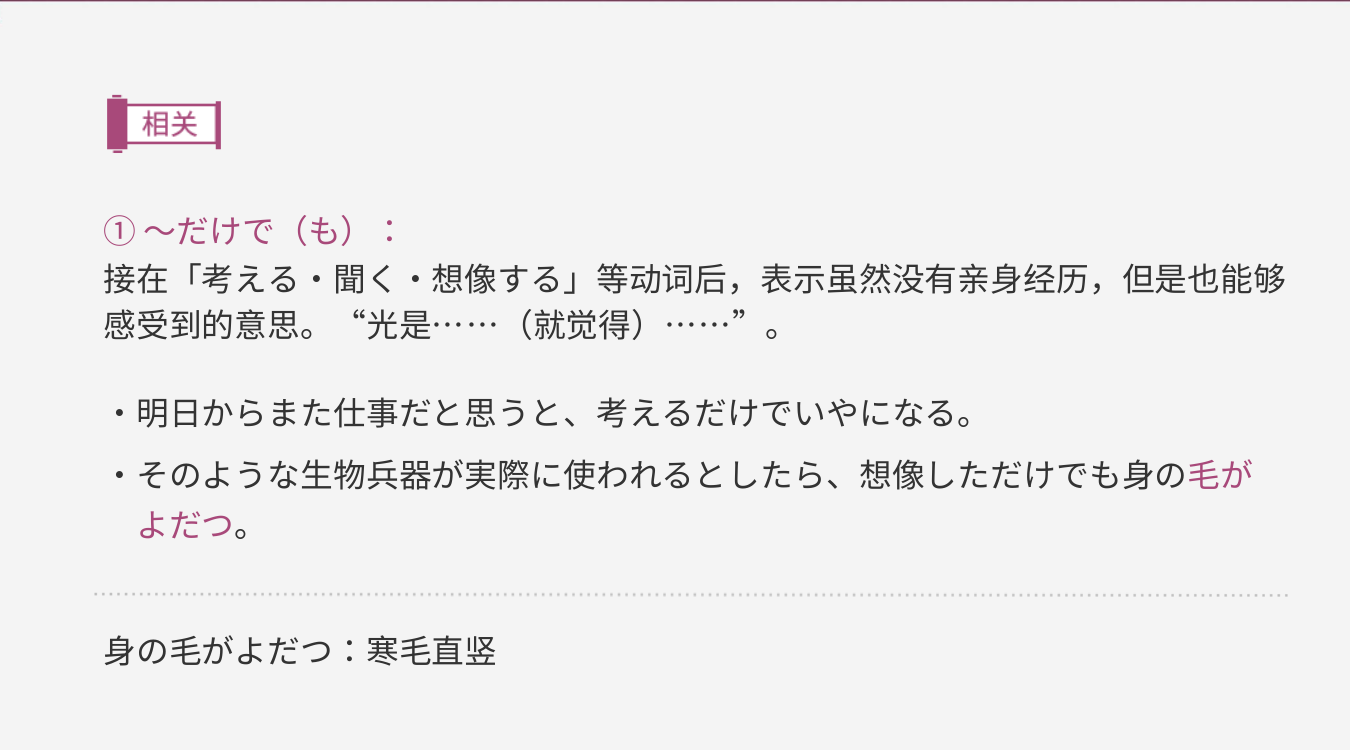 相关
① ～だけで（も）：
接在「考える・聞く・想像する」等动词后，表示虽然没有亲身经历，但是也能够
感受到的意思。“光是……（就觉得）……”。
・明日からまた仕事だと思うと、考えるだけでいやになる。
・そのような生物兵器が実際に使われるとしたら、想像しただけでも身の毛が
よだつ。
身の毛がよだつ：寒毛直竖